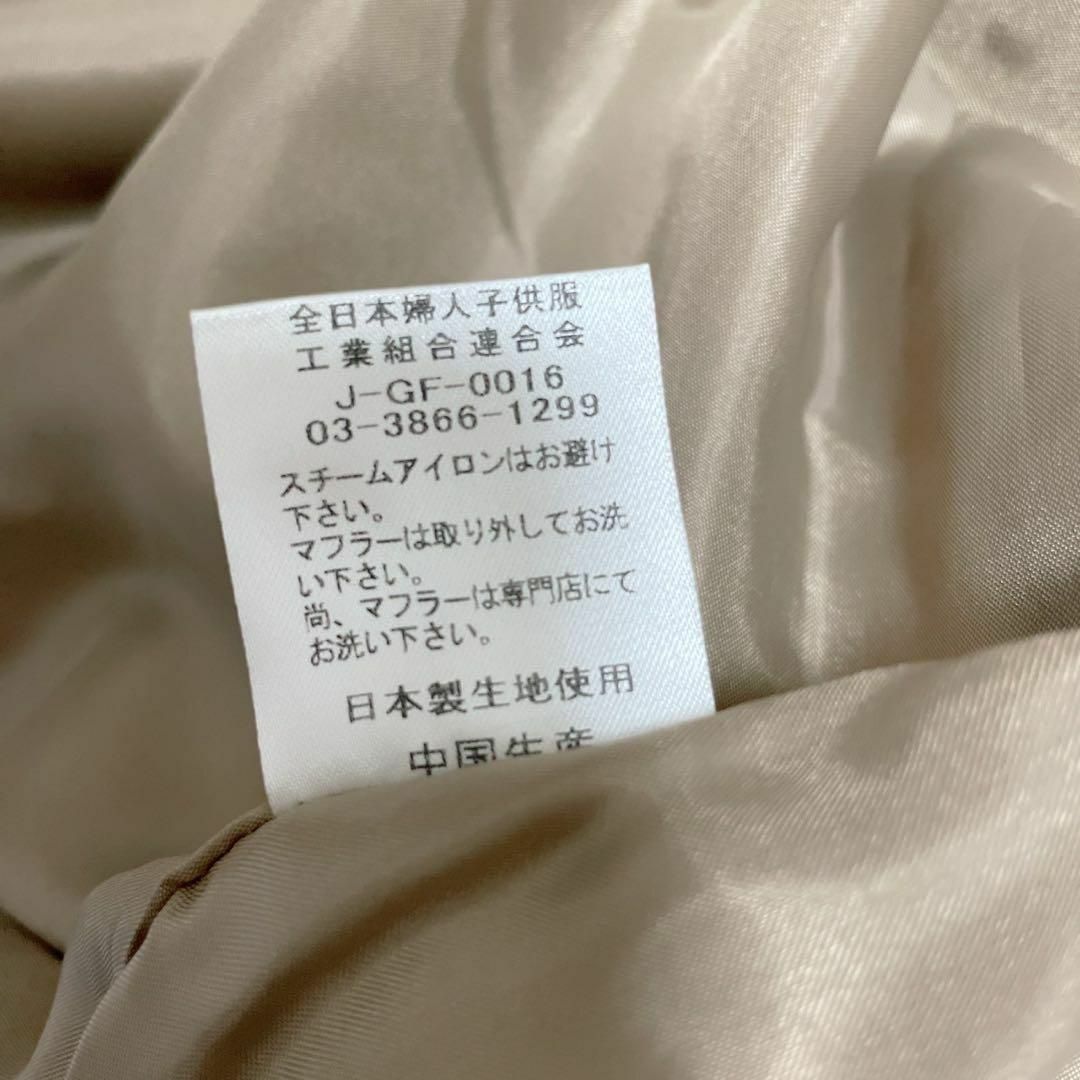 全日本婦人子供服
工業組合連合会
J-GF-0016
03-3866-1299
スチームアイロンはお避け
下さい。
マフラーは取り外してお洗
い下さい。
尚、マフラーは専門店にて
お洗い下さい。
日本製生地使用
中国生産